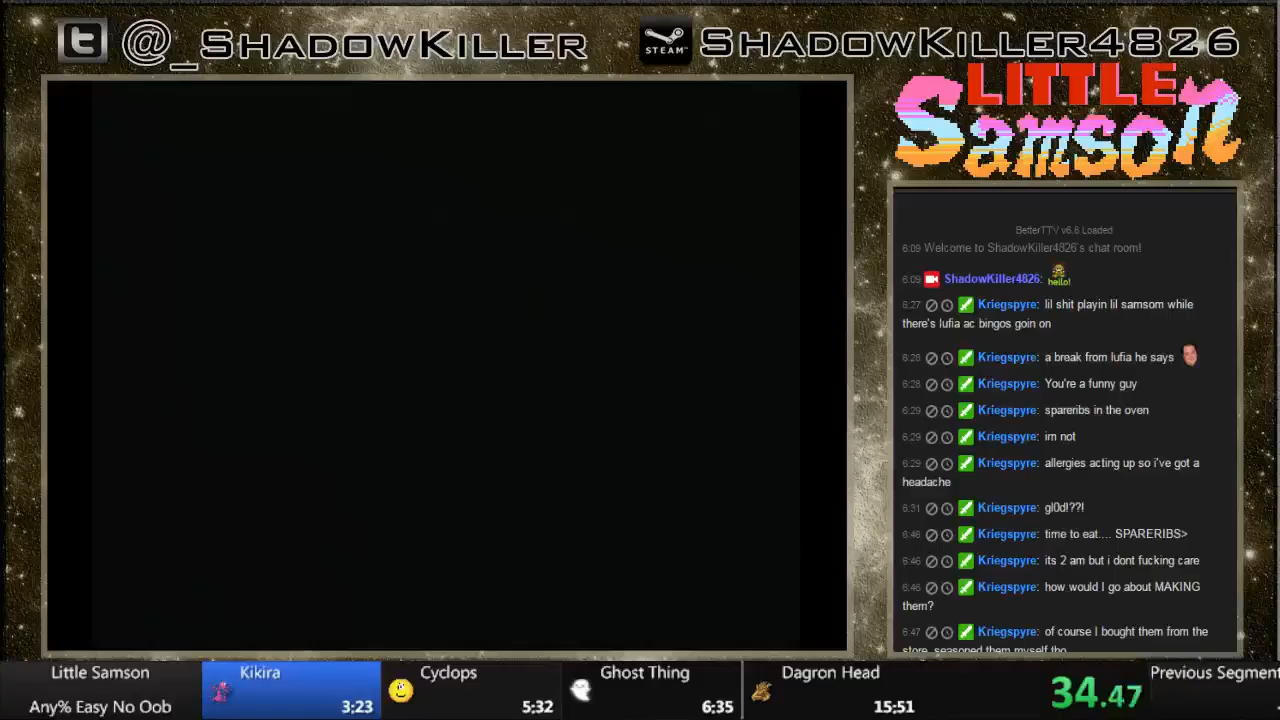 @_ShadowKiller
STEAM™ ShadowKiller4826
LITTLE
SamsoN
BetterTTV v6.8 Loaded
6:09 Welcome to ShadowKiller4826's chat room!
6:09 ShadowKiller4826: hello!
6:27 Kriegspyre: lil shit playin lil samsom while
there's lufia ac bingos goin on
6:28 Kriegspyre: a break from lufia he says
6:28 Kriegspyre: You're a funny guy
6:29 Kriegspyre: spareribs in the oven
6:29 Kriegspyre: im not
6:29 Kriegspyre: allergies acting up so i've got a
headache
6:31 Kriegspyre: gl0d!??!
6:46 Kriegspyre: time to eat.... SPARERIBS>
6:46 Kriegspyre: its 2 am but i dont fucking care
6:46 Kriegspyre: how would I go about MAKING
them?
6:47 Kriegspyre: of course I bought them from the
store, seasoned them myself tho
Little Samson Kikira Cyclops Ghost Thing Dagron Head 34.47 Previous Segment
Any% Easy No Oob 3:23 5:32 6:35 15:51